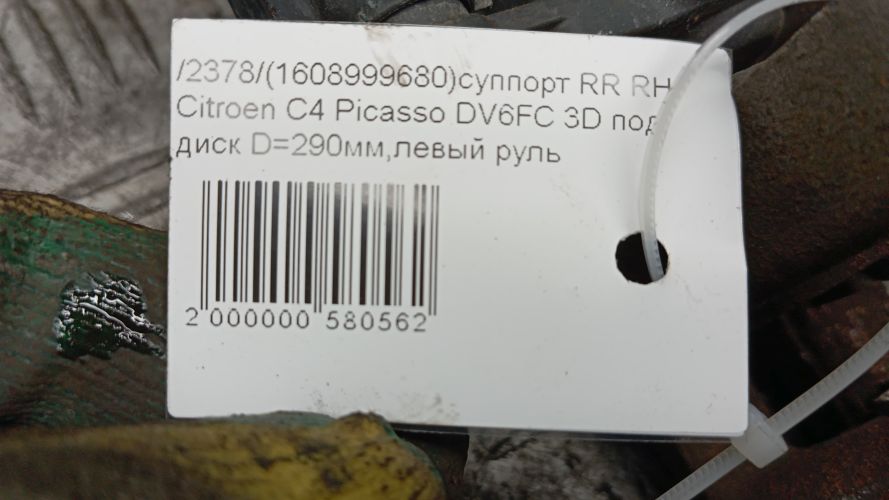 /2378/(1608999680)суппорт RR RH
Citroen C4 Picasso DV6FC 3D под
диск D=290мм,левый руль
2 000000 580562